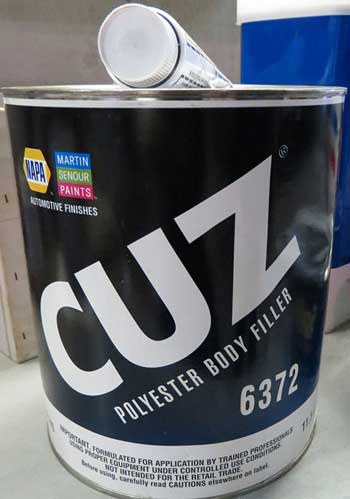 NAPA
MARTIN
SENOUR
PAINTS
AUTOMOTIVE FINISHES
CUZ®
POLYESTER BODY FILLER
6372
IMPORTANT, FORMULATED FOR APPLICATION BY TRAINED PROFESSIONALS
USING PROPER EQUIPMENT UNDER CONTROLLED USE CONDITIONS.
NOT INTENDED FOR THE RETAIL TRADE.
Before using, carefully read CAUTIONS elsewhere on label.